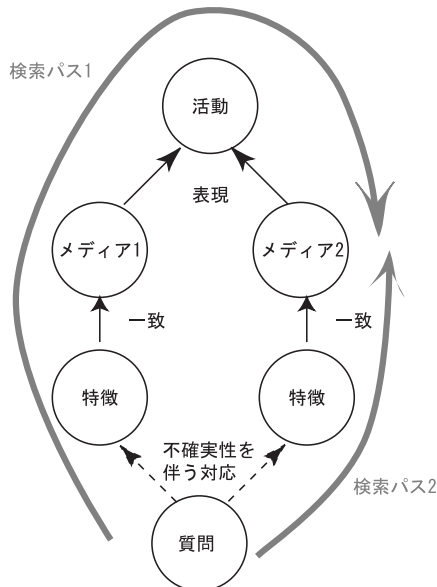 検索パス1
活動
表現
メディア1
メディア2
一致
一致
特徴
特徴
不確実性を
伴う対応
検索パス2
質問